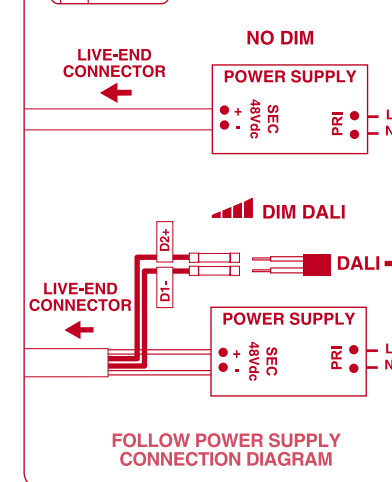 NO DIM
LIVE-END
CONNECTOR
POWER SUPPLY
+
-
SEC
48Vdc
PRI
L
N
DIM DALI
D2+
D1-
DALI
LIVE-END
CONNECTOR
POWER SUPPLY
+
-
SEC
48Vdc
PRI
L
N
FOLLOW POWER SUPPLY
CONNECTION DIAGRAM